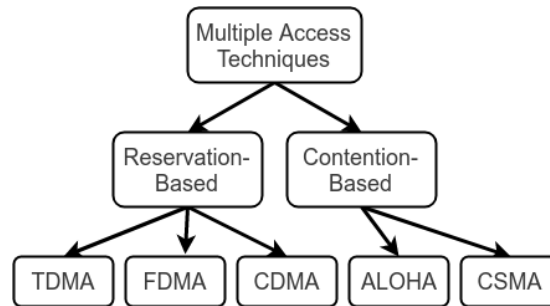 Multiple Access
Techniques
Reservation-
Based
Contention-
Based
TDMA
FDMA
CDMA
ALOHA
CSMA